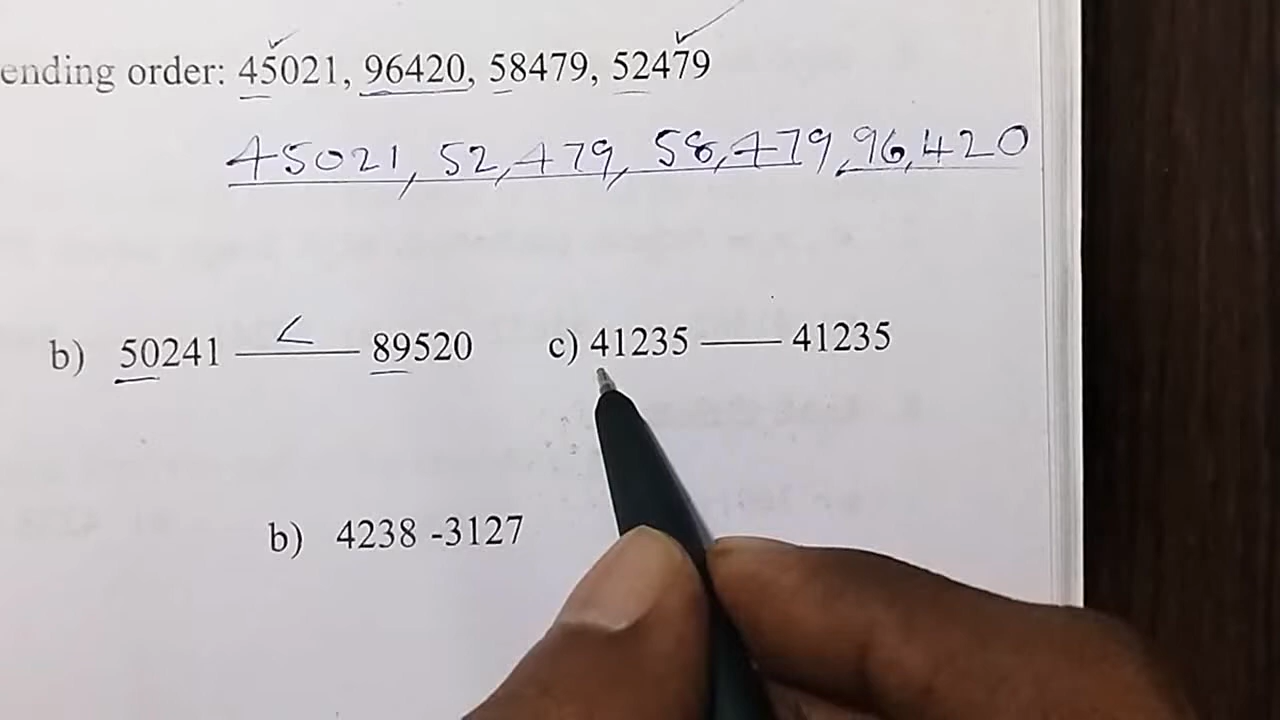 ending order: 45021, 96420, 58479, 52479
45021, 52,479, 58,479, 96,420
b) 50241 < 89520 c) 41235 —— 41235
b) 4238 -3127